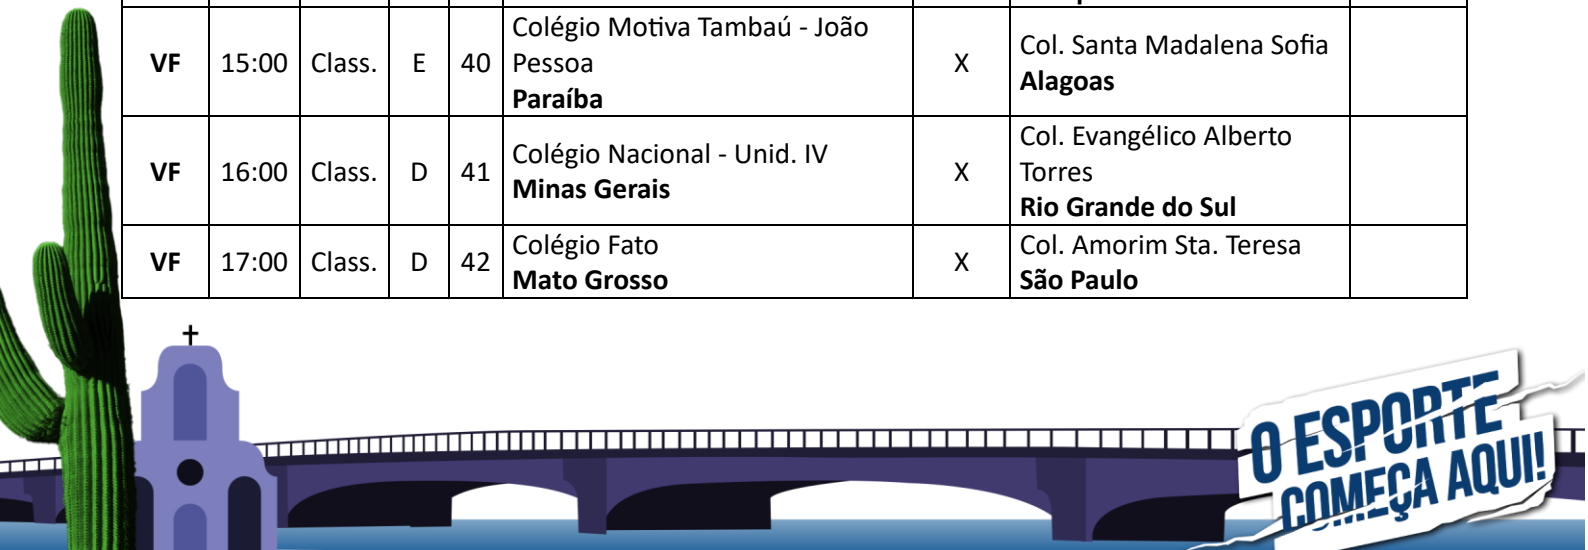 VF 15:00 Class. E 40 Colégio Motiva Tambaú - João Pessoa Paraíba X Col. Santa Madalena Sofia Alagoas
VF 16:00 Class. D 41 Colégio Nacional - Unid. IV Minas Gerais X Col. Evangélico Alberto Torres Rio Grande do Sul
VF 17:00 Class. D 42 Colégio Fato Mato Grosso X Col. Amorim Sta. Teresa São Paulo
O ESPORTE
COMEÇA AQUI!